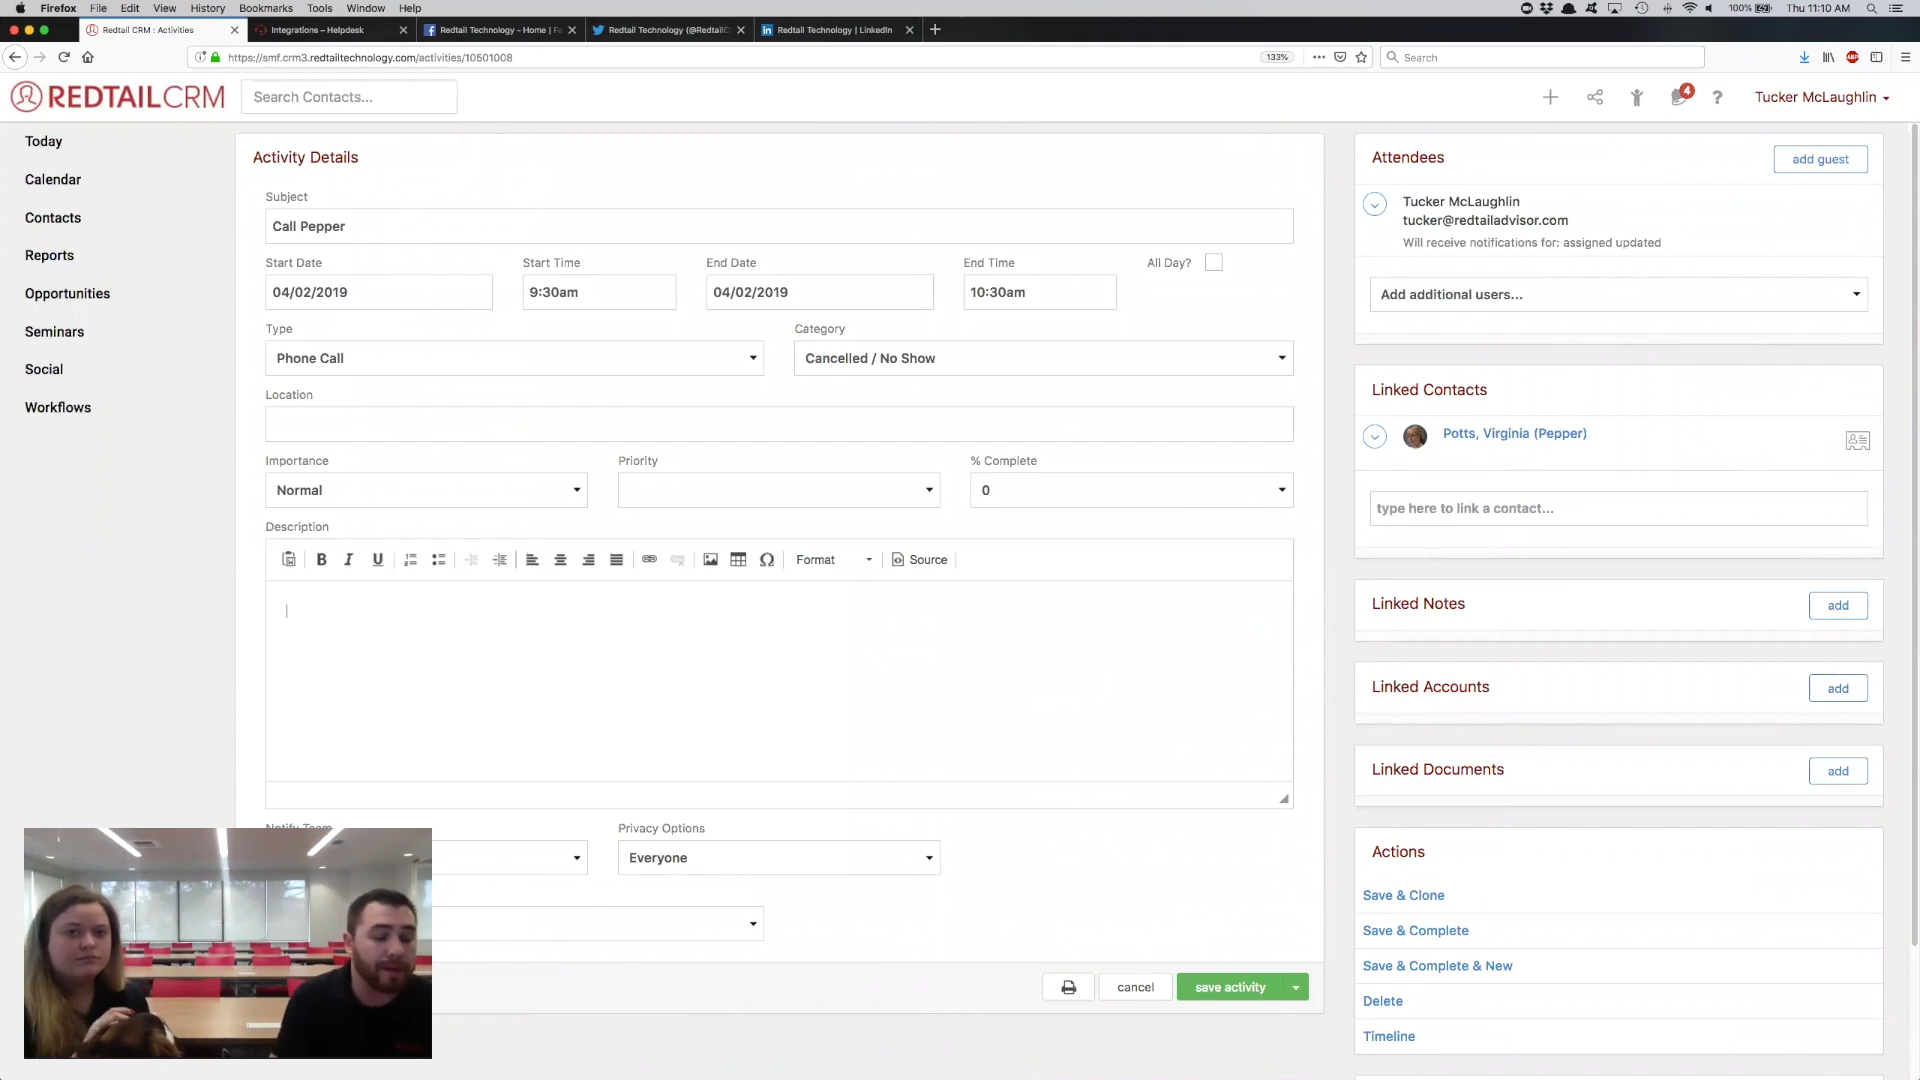 Firefox File Edit View History Bookmarks Tools Window Help 100% Thu 11:10 AM
Redtail CRM : Activities Integrations – Helpdesk Redtail Technology - Home | Fa Redtail Technology (@RedtailC Redtail Technology | LinkedIn
https://smf.crm3.redtailtechnology.com/activities/10501008 133% Search
REDTAILCRM Search Contacts... 4 ? Tucker McLaughlin
Today
Calendar
Contacts
Reports
Opportunities
Seminars
Social
Workflows
Activity Details
Subject
Call Pepper
Start Date Start Time End Date End Time All Day?
04/02/2019 9:30am 04/02/2019 10:30am
Type Category
Phone Call Cancelled / No Show
Location
Importance Priority % Complete
Normal 0
Description
B I U Ω Format Source
Notify Team Privacy Options
Everyone
cancel save activity
Attendees add guest
Tucker McLaughlin
tucker@redtailadvisor.com
Will receive notifications for: assigned updated
Add additional users...
Linked Contacts
Potts, Virginia (Pepper)
type here to link a contact...
Linked Notes add
Linked Accounts add
Linked Documents add
Actions
Save & Clone
Save & Complete
Save & Complete & New
Delete
Timeline